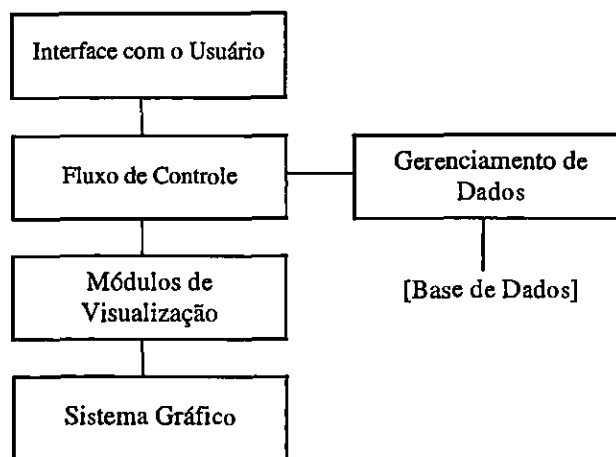 Interface com o Usuário
Fluxo de Controle
Gerenciamento de
Dados
Módulos de
Visualização
[Base de Dados]
Sistema Gráfico